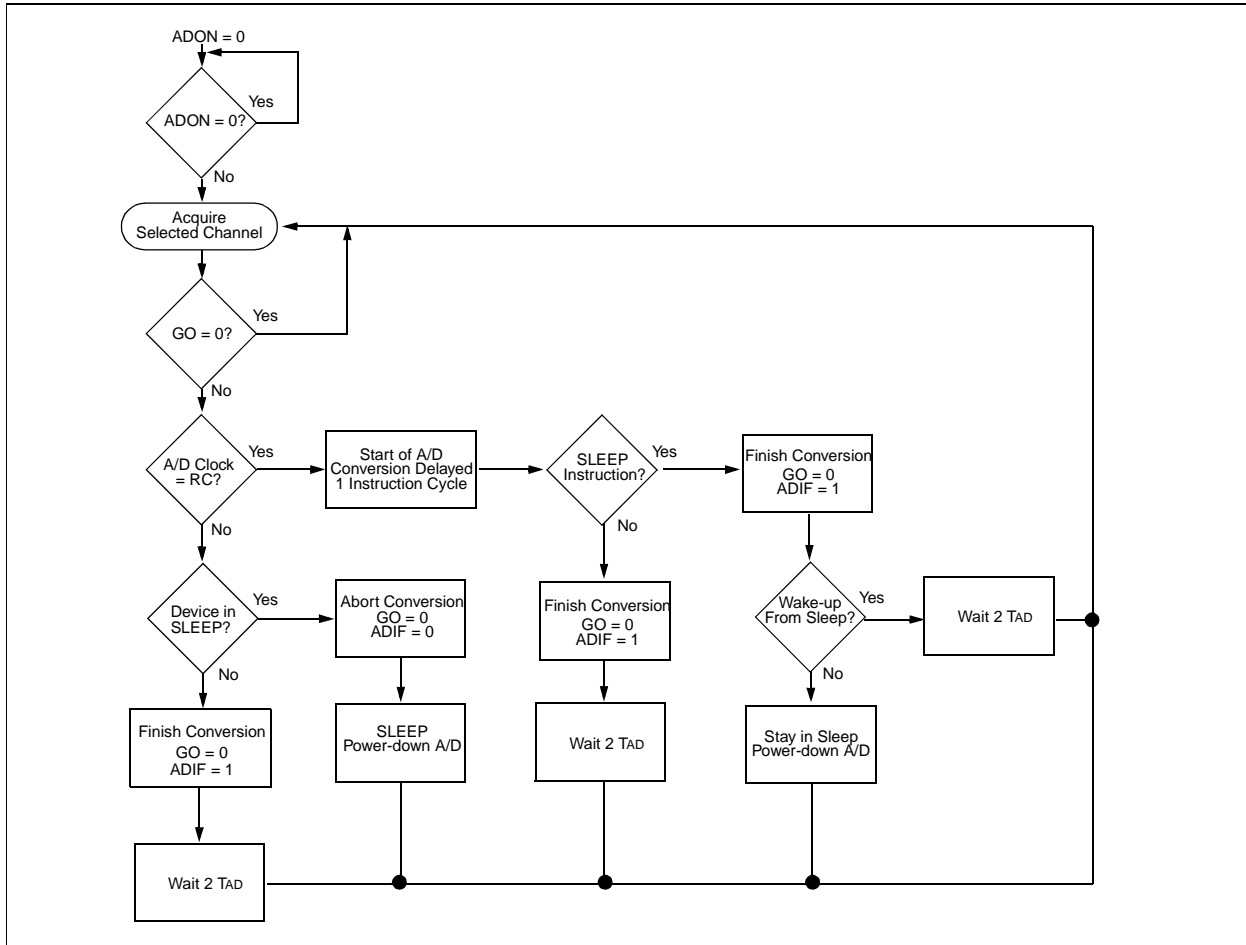 ADON = 0
Yes
ADON = 0?
No
Acquire
Selected Channel
Yes
GO = 0?
No
Yes
A/D Clock
= RC?
No
Start of A/D
Conversion Delayed
1 Instruction Cycle
SLEEP
Instruction?
Yes
No
Finish Conversion
GO = 0
ADIF = 1
Device in
SLEEP?
Yes
No
Abort Conversion
GO = 0
ADIF = 0
Finish Conversion
GO = 0
ADIF = 1
Wake-up
From Sleep?
Yes
No
Wait 2 TAD
Finish Conversion
GO = 0
ADIF = 1
SLEEP
Power-down A/D
Wait 2 TAD
Stay in Sleep
Power-down A/D
Wait 2 TAD